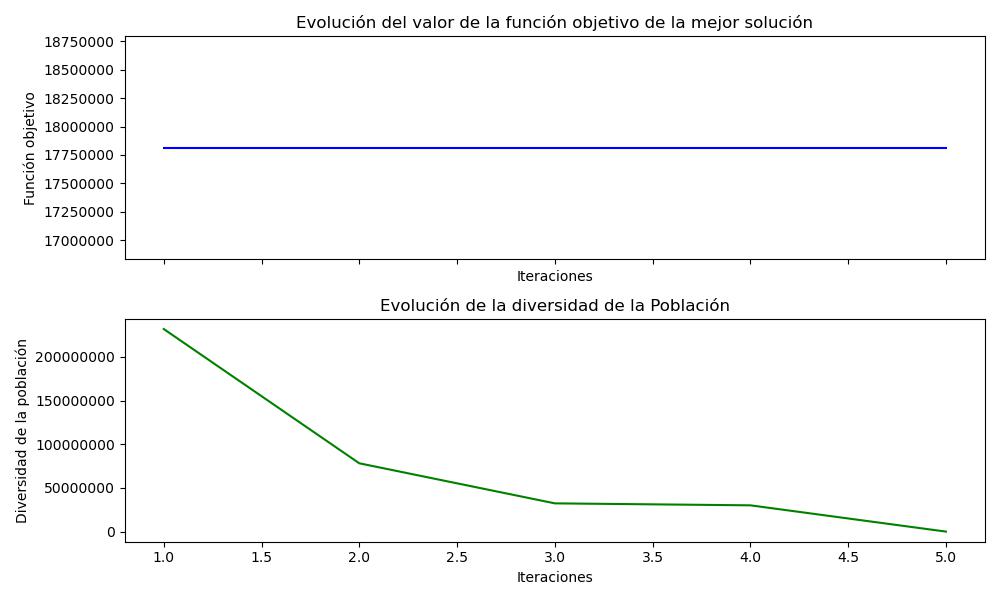 Evolución del valor de la función objetivo de la mejor solución
Función objetivo
18750000
18500000
18250000
18000000
17750000
17500000
17250000
17000000
Iteraciones
Evolución de la diversidad de la Población
Diversidad de la población
200000000
150000000
100000000
50000000
0
1.0 1.5 2.0 2.5 3.0 3.5 4.0 4.5 5.0
Iteraciones